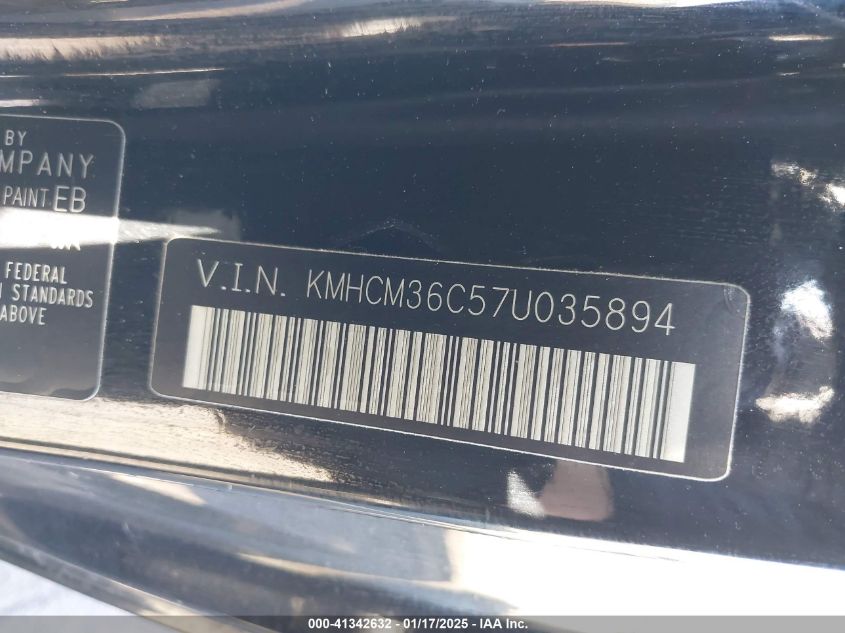 BY
MPANY
PAINT EB
FEDERAL
N STANDARDS
ABOVE
V.I.N. KMHCM36C57U035894
000-41342632 - 01/17/2025 - IAA Inc.